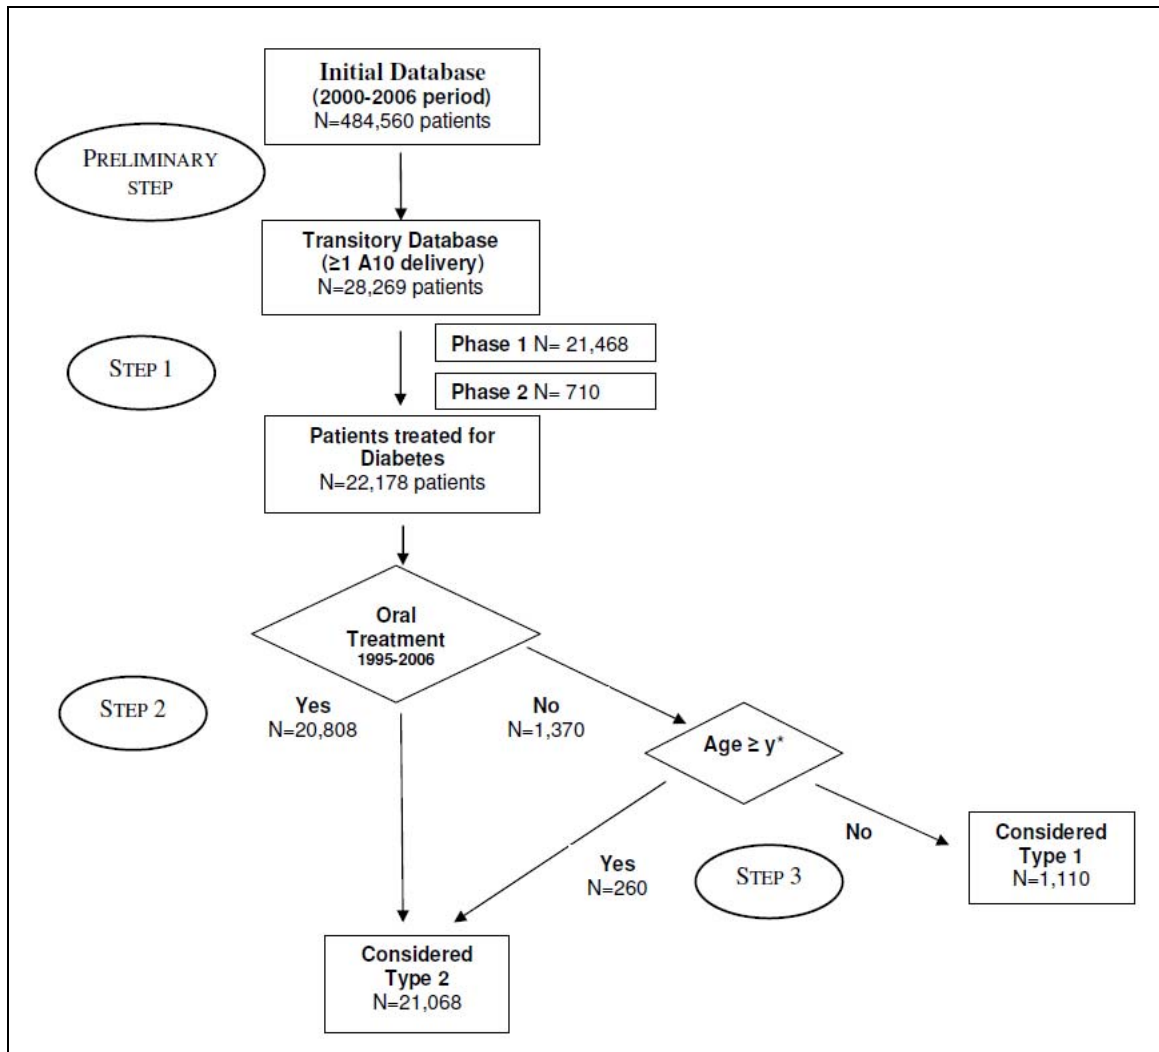 Initial Database
(2000-2006 period)
N=484,560 patients
PRELIMINARY
STEP
Transitory Database
(≥1 A10 delivery)
N=28,269 patients
Phase 1 N= 21,468
STEP 1
Phase 2 N= 710
Patients treated for
Diabetes
N=22,178 patients
Oral
Treatment
1995-2006
STEP 2
Yes
N=20,808
No
N=1,370
Age ≥ y*
No
Yes
N=260
STEP 3
Considered
Type 1
N=1,110
Considered
Type 2
N=21,068